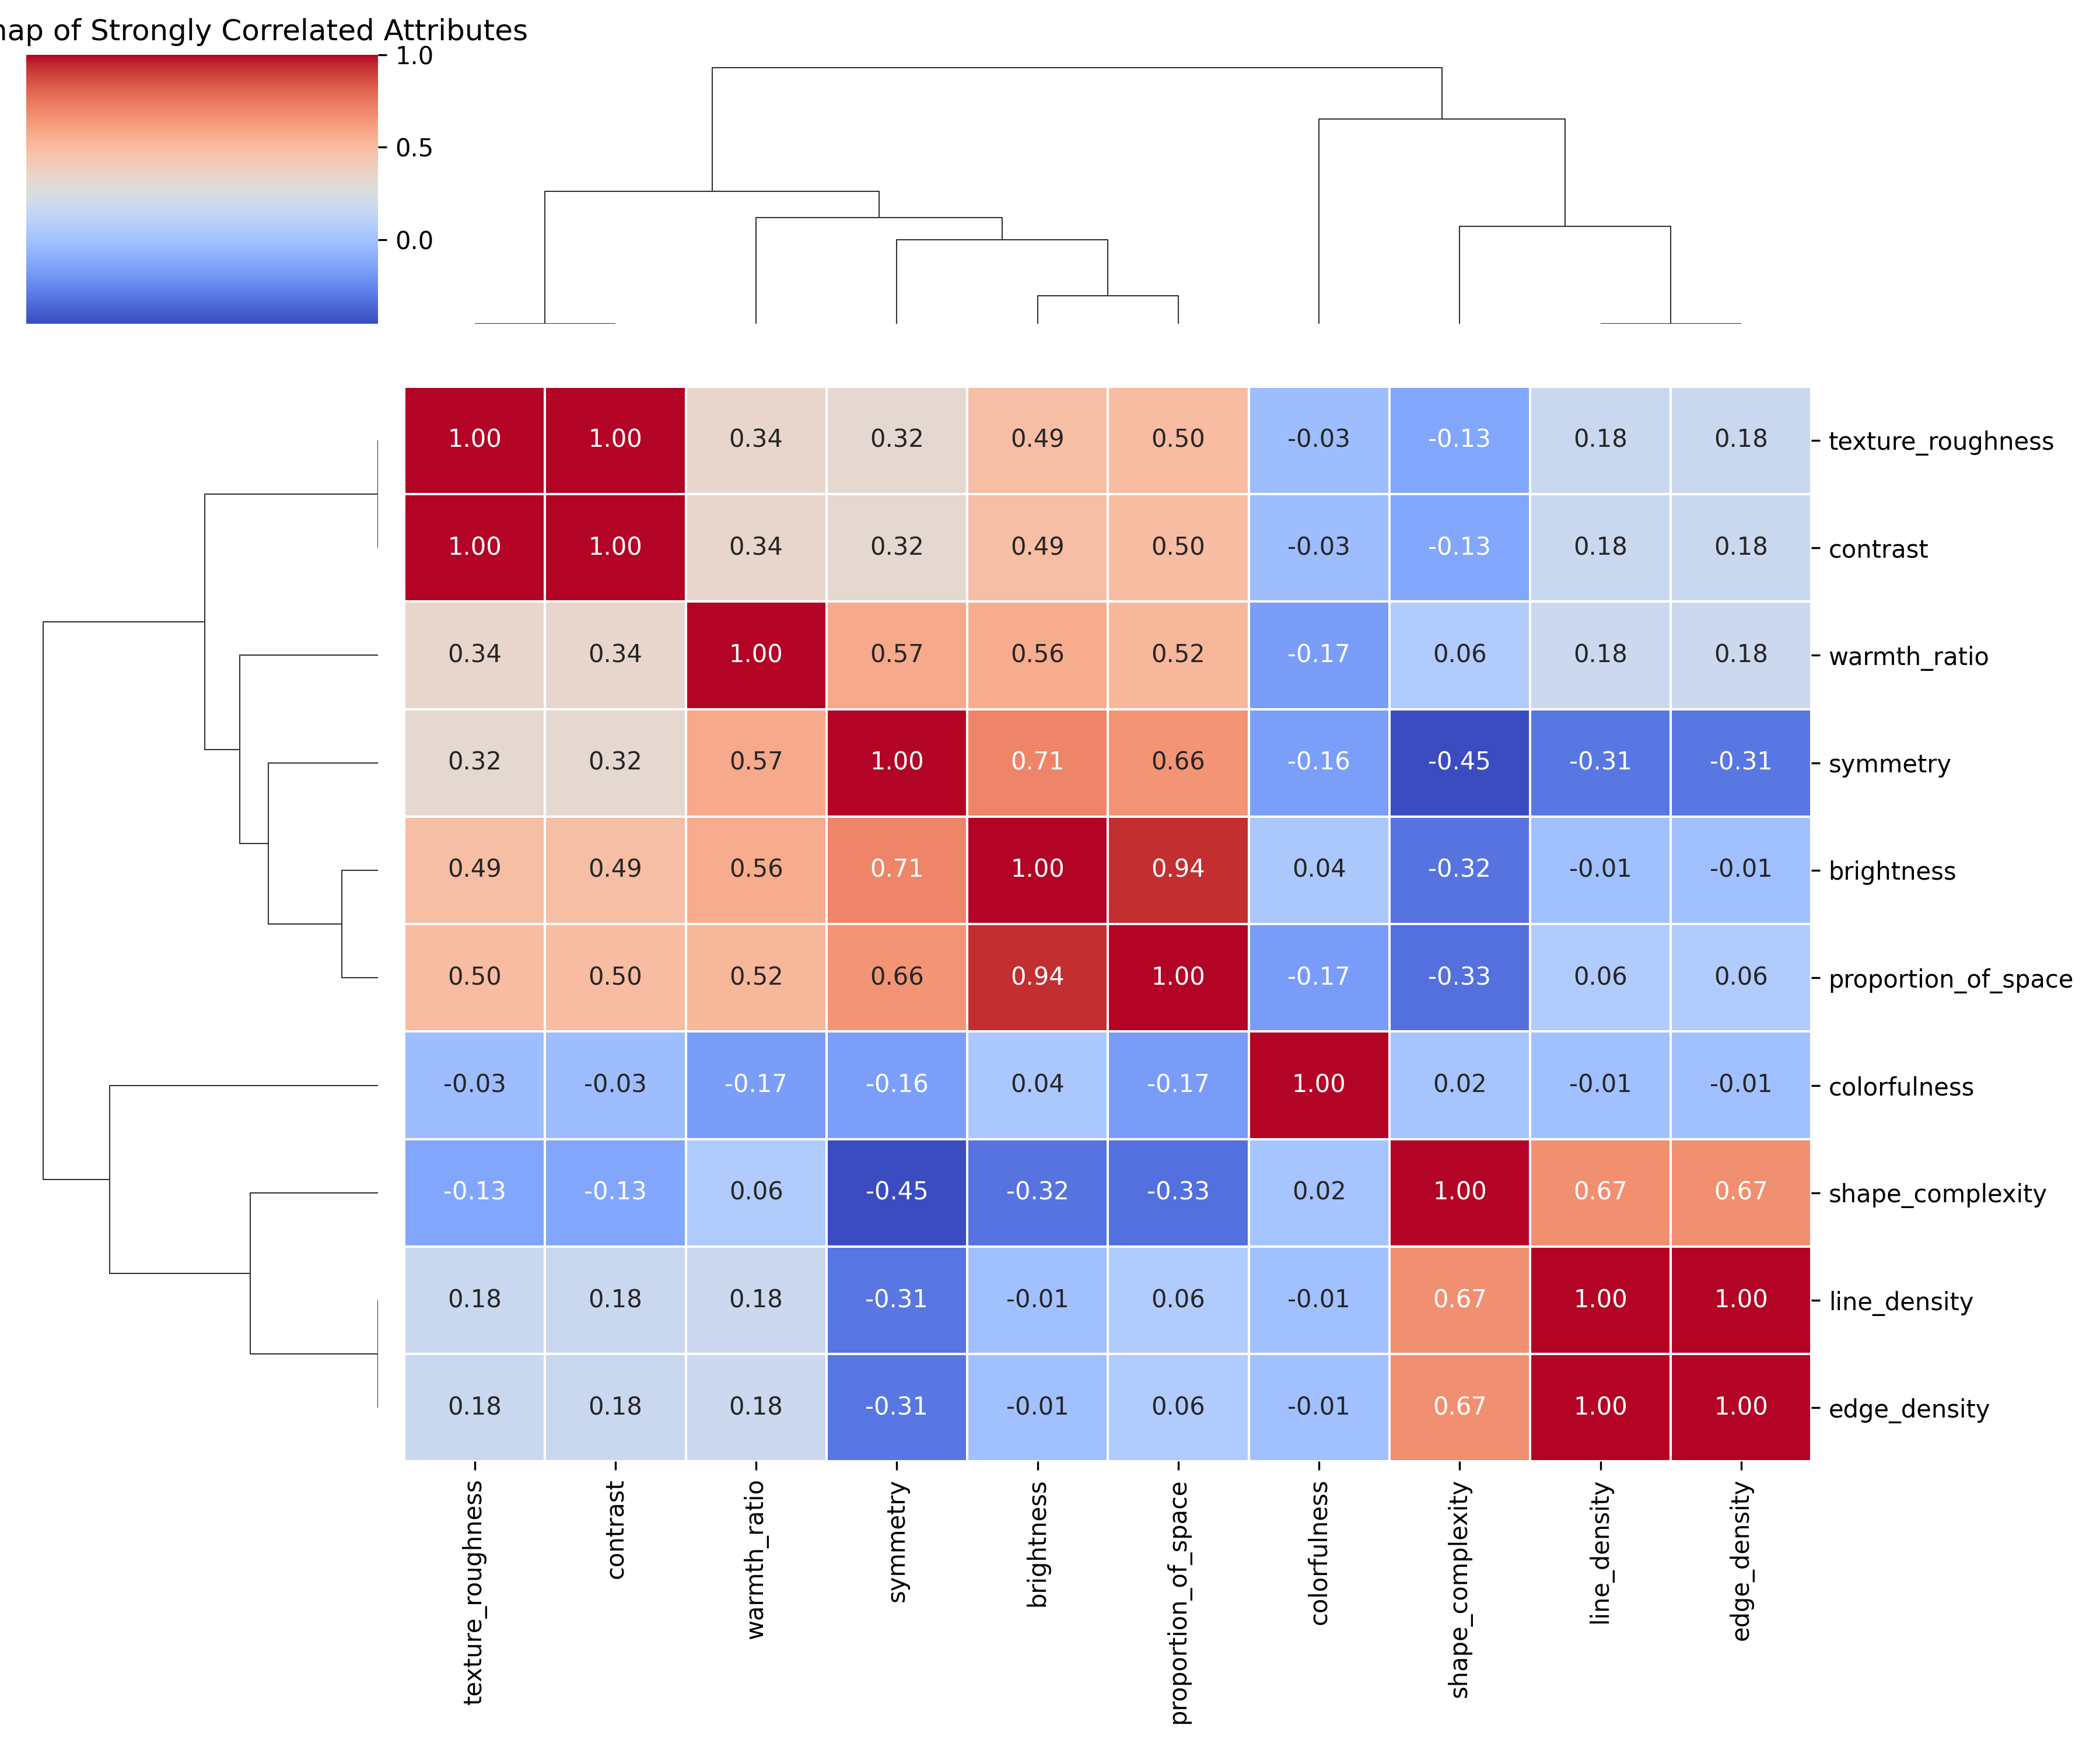 map of Strongly Correlated Attributes
1.0
0.5
0.0
1.00 1.00 0.34 0.32 0.49 0.50 -0.03 -0.13 0.18 0.18 texture_roughness
1.00 1.00 0.34 0.32 0.49 0.50 -0.03 -0.13 0.18 0.18 contrast
0.34 0.34 1.00 0.57 0.56 0.52 -0.17 0.06 0.18 0.18 warmth_ratio
0.32 0.32 0.57 1.00 0.71 0.66 -0.16 -0.45 -0.31 -0.31 symmetry
0.49 0.49 0.56 0.71 1.00 0.94 0.04 -0.32 -0.01 -0.01 brightness
0.50 0.50 0.52 0.66 0.94 1.00 -0.17 -0.33 0.06 0.06 proportion_of_space
-0.03 -0.03 -0.17 -0.16 0.04 -0.17 1.00 0.02 -0.01 -0.01 colorfulness
-0.13 -0.13 0.06 -0.45 -0.32 -0.33 0.02 1.00 0.67 0.67 shape_complexity
0.18 0.18 0.18 -0.31 -0.01 0.06 -0.01 0.67 1.00 1.00 line_density
0.18 0.18 0.18 -0.31 -0.01 0.06 -0.01 0.67 1.00 1.00 edge_density
texture_roughness
contrast
warmth_ratio
symmetry
brightness
proportion_of_space
colorfulness
shape_complexity
line_density
edge_density